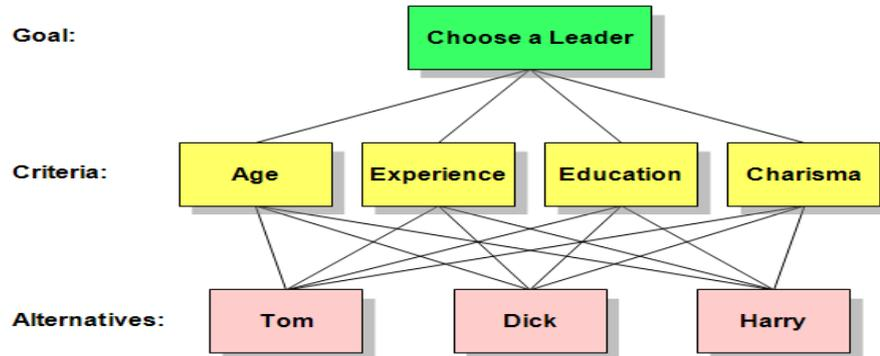 Goal:
Choose a Leader
Criteria:
Age
Experience
Education
Charisma
Alternatives:
Tom
Dick
Harry